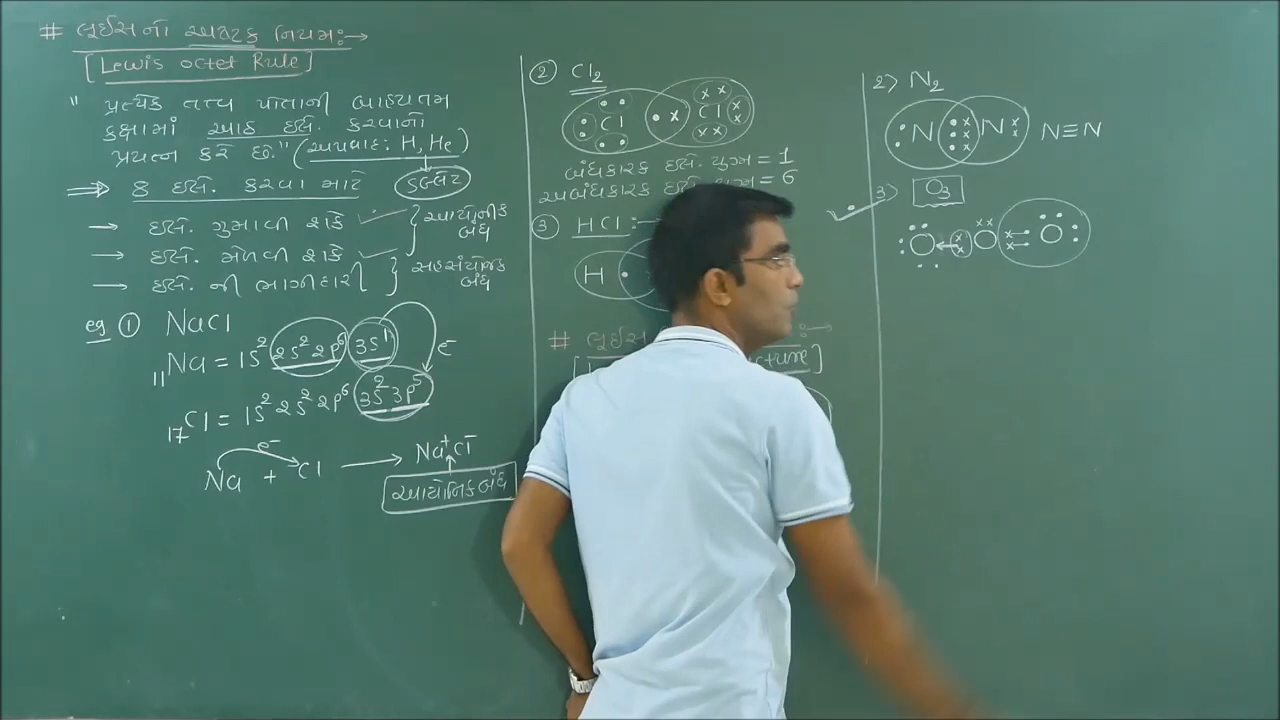 # લૂઈસનો અષ્ટક નિયમ:→
[Lewis octet Rule]
" પ્રત્યેક તત્ત્વ પોતાની બાહ્યતમ
કક્ષામાં આઠ ઇલે. કરવાનો
પ્રયત્ન કરે છે." (અપવાદ: H, He)
⇒ 8 ઇલે. કરવા માટે
ડબ્લેટ
→ ઇલે. ગુમાવી શકે ✓
→ ઇલે. મેળવી શકે ✓
આયોનીક
બંધ
→ ઇલે. ની ભાગીદારી
સહસંયોજક
બંધ
eg ① NaCl
₁₁Na = 1s² 2s² 2p⁶ 3s¹
e⁻
₁₇Cl = 1s² 2s² 2p⁶ 3s² 3p⁵
e⁻
Na + Cl → Na⁺Cl⁻
આયોનિક બંધ
② Cl₂
Cl Cl
બંધકારક ઇલે. યુગ્મ = 1
અબંધકારક ઇલે. યુગ્મ = 6
③ HCl:→
H
# લૂઈસ :→
cture]
2) N₂
N N N≡N
3) O₃
O O O